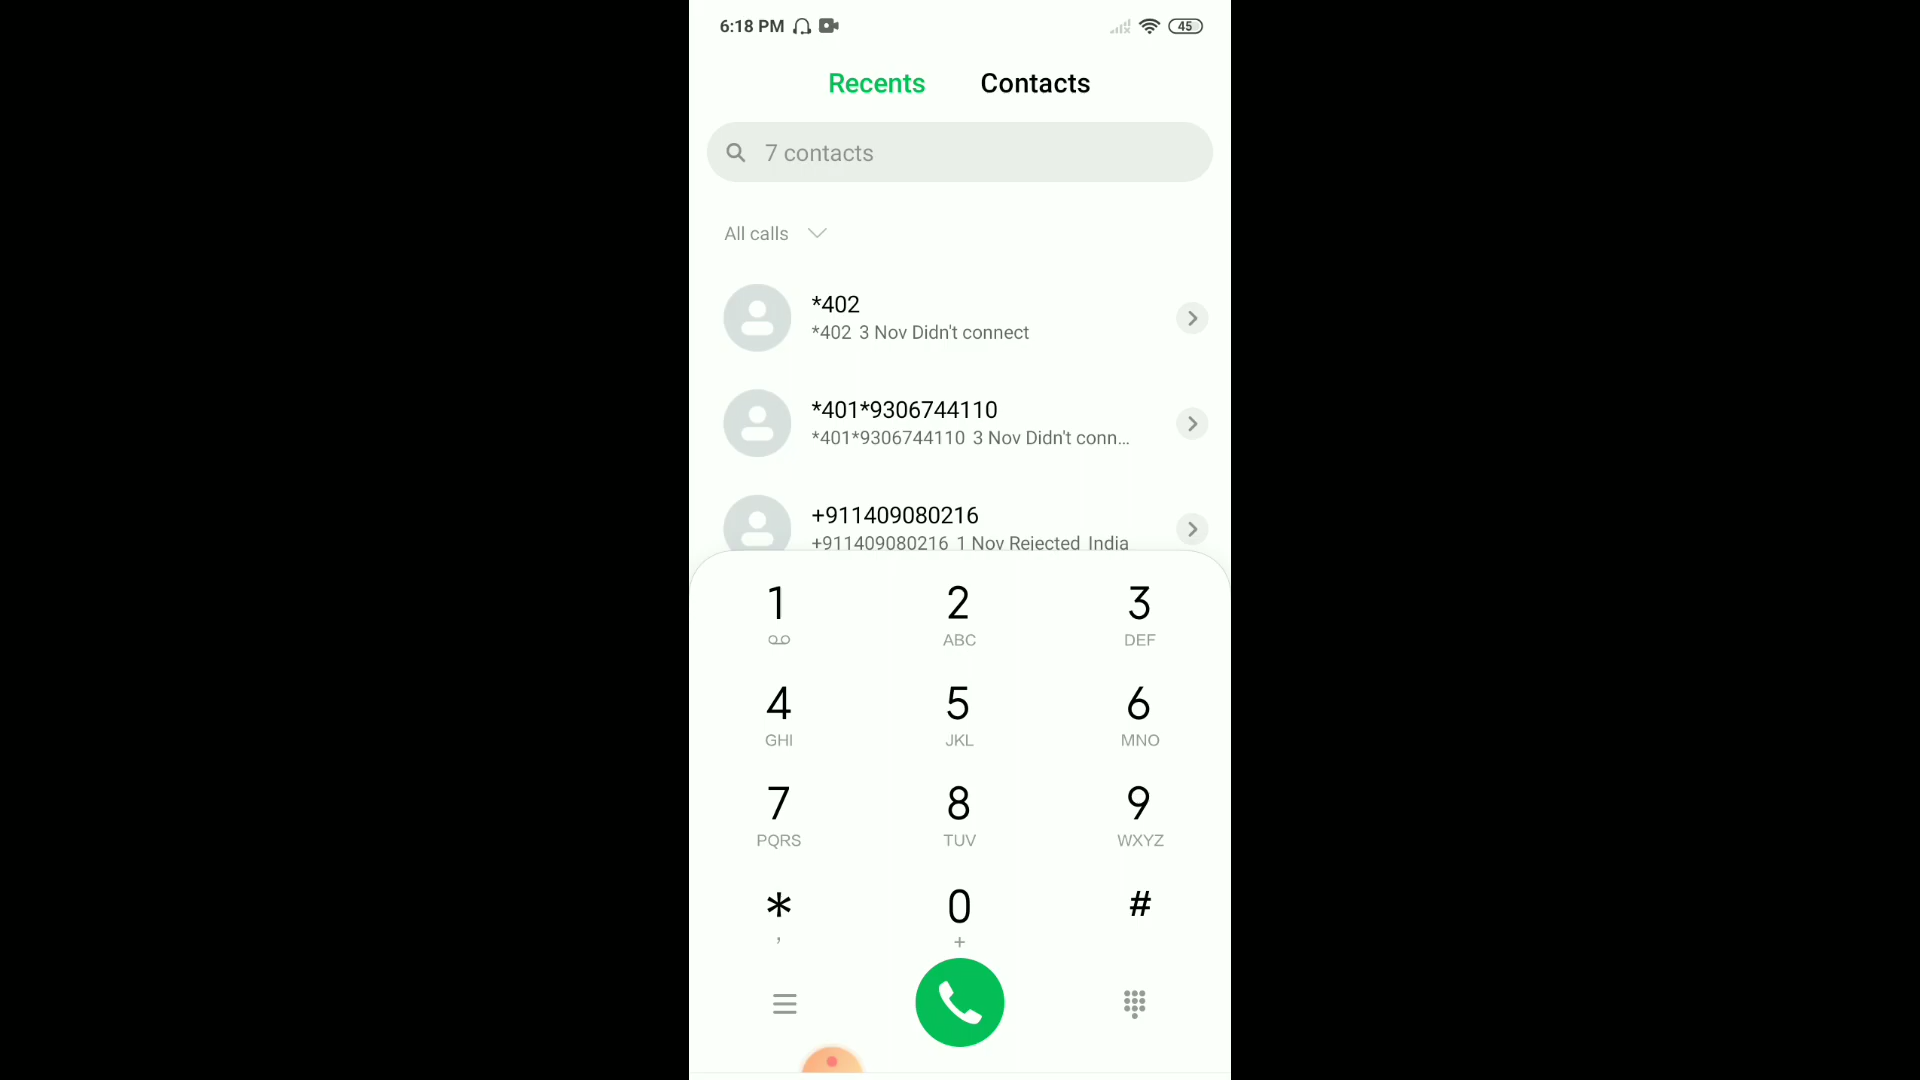 6:18 PM 45
Recents Contacts
7 contacts
All calls
*402
*402 3 Nov Didn't connect
*401*9306744110
*401*9306744110 3 Nov Didn't conn...
+911409080216
+911409080216 1 Nov Rejected India
1 2 3
ABC DEF
4 5 6
GHI JKL MNO
7 8 9
PQRS TUV WXYZ
* 0 #
, +